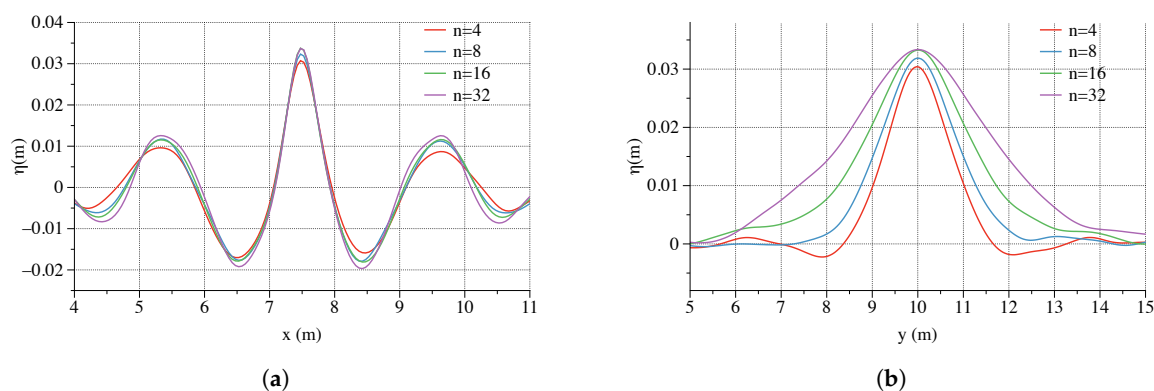 0.04
0.03
0.02
0.01
0
−0.01
−0.02
η(m)
4 5 6 7 8 9 10 11
x (m)
n=4
n=8
n=16
n=32
(a)
0.03
0.02
0.01
0
η(m)
5 6 7 8 9 10 11 12 13 14 15
y (m)
n=4
n=8
n=16
n=32
(b)